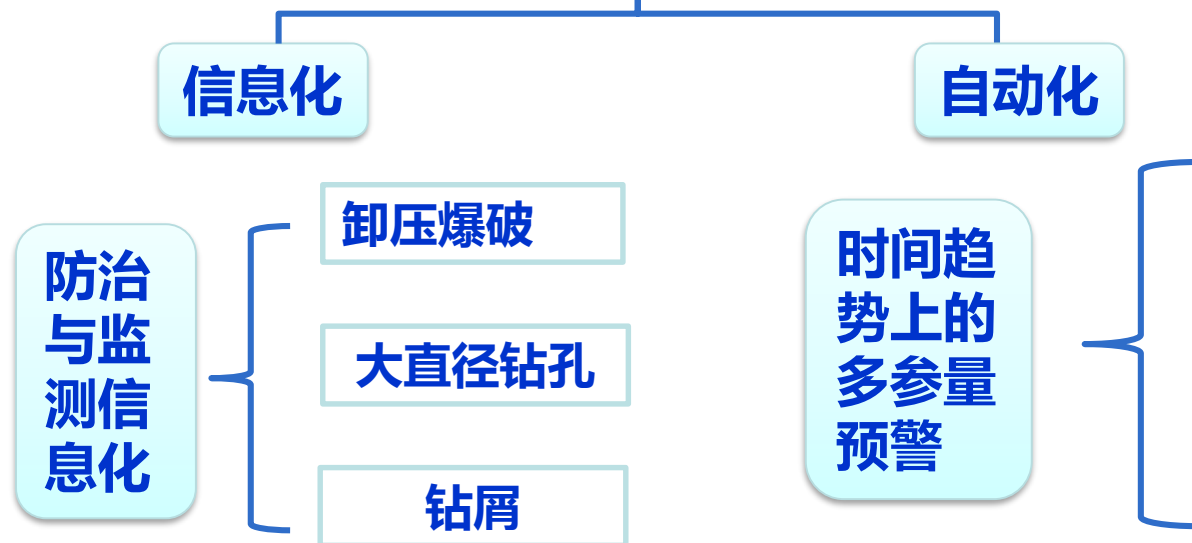 信息化
自动化
防治
与监
测信
息化
卸压爆破
大直径钻孔
钻屑
时间趋
势上的
多参量
预警